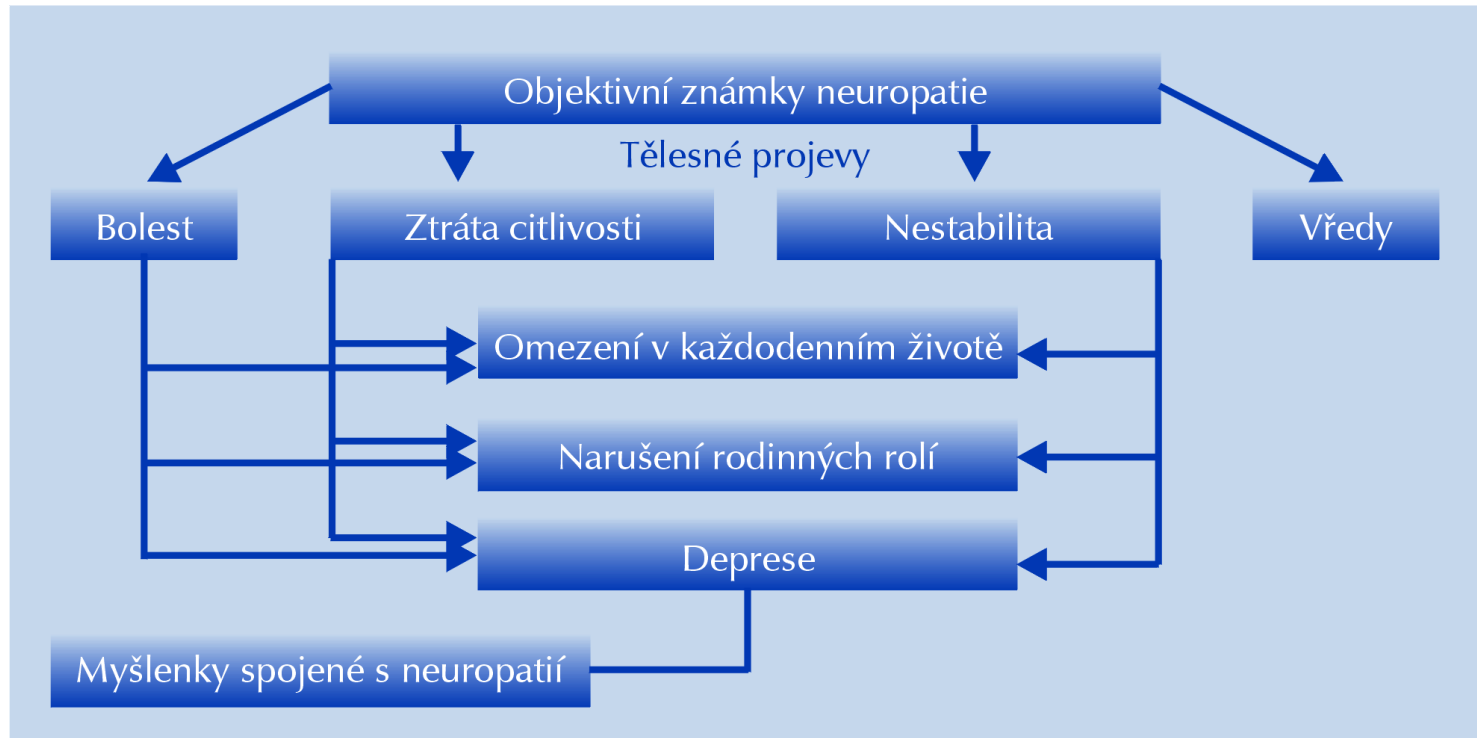 Objektivní známky neuropatie
Tělesné projevy
Bolest
Ztráta citlivosti
Nestabilita
Vředy
Omezení v každodenním životě
Narušení rodinných rolí
Deprese
Myšlenky spojené s neuropatií